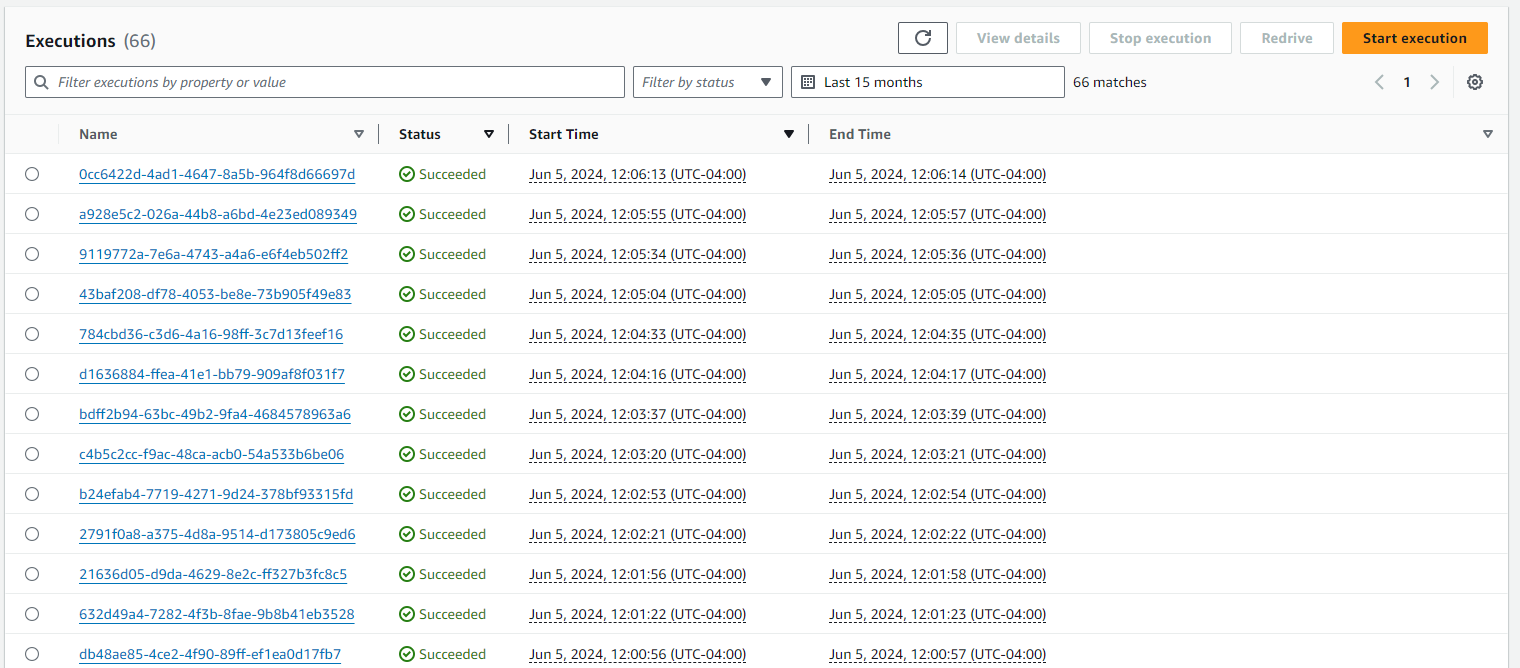 Executions (66) View details Stop execution Redrive Start execution
Filter executions by property or value Filter by status Last 15 months 66 matches 1
Name Status Start Time End Time
0cc6422d-4ad1-4647-8a5b-964f8d66697d Succeeded Jun 5, 2024, 12:06:13 (UTC-04:00) Jun 5, 2024, 12:06:14 (UTC-04:00)
a928e5c2-026a-44b8-a6bd-4e23ed089349 Succeeded Jun 5, 2024, 12:05:55 (UTC-04:00) Jun 5, 2024, 12:05:57 (UTC-04:00)
9119772a-7e6a-4743-a4a6-e6f4eb502ff2 Succeeded Jun 5, 2024, 12:05:34 (UTC-04:00) Jun 5, 2024, 12:05:36 (UTC-04:00)
43baf208-df78-4053-be8e-73b905f49e83 Succeeded Jun 5, 2024, 12:05:04 (UTC-04:00) Jun 5, 2024, 12:05:05 (UTC-04:00)
784cbd36-c3d6-4a16-98ff-3c7d13feef16 Succeeded Jun 5, 2024, 12:04:33 (UTC-04:00) Jun 5, 2024, 12:04:35 (UTC-04:00)
d1636884-ffea-41e1-bb79-909af8f031f7 Succeeded Jun 5, 2024, 12:04:16 (UTC-04:00) Jun 5, 2024, 12:04:17 (UTC-04:00)
bdff2b94-63bc-49b2-9fa4-4684578963a6 Succeeded Jun 5, 2024, 12:03:37 (UTC-04:00) Jun 5, 2024, 12:03:39 (UTC-04:00)
c4b5c2cc-f9ac-48ca-acb0-54a533b6be06 Succeeded Jun 5, 2024, 12:03:20 (UTC-04:00) Jun 5, 2024, 12:03:21 (UTC-04:00)
b24efab4-7719-4271-9d24-378bf93315fd Succeeded Jun 5, 2024, 12:02:53 (UTC-04:00) Jun 5, 2024, 12:02:54 (UTC-04:00)
2791f0a8-a375-4d8a-9514-d173805c9ed6 Succeeded Jun 5, 2024, 12:02:21 (UTC-04:00) Jun 5, 2024, 12:02:22 (UTC-04:00)
21636d05-d9da-4629-8e2c-ff327b3fc8c5 Succeeded Jun 5, 2024, 12:01:56 (UTC-04:00) Jun 5, 2024, 12:01:58 (UTC-04:00)
632d49a4-7282-4f3b-8fae-9b8b41eb3528 Succeeded Jun 5, 2024, 12:01:22 (UTC-04:00) Jun 5, 2024, 12:01:23 (UTC-04:00)
db48ae85-4ce2-4f90-89ff-ef1ea0d17fb7 Succeeded Jun 5, 2024, 12:00:56 (UTC-04:00) Jun 5, 2024, 12:00:57 (UTC-04:00)